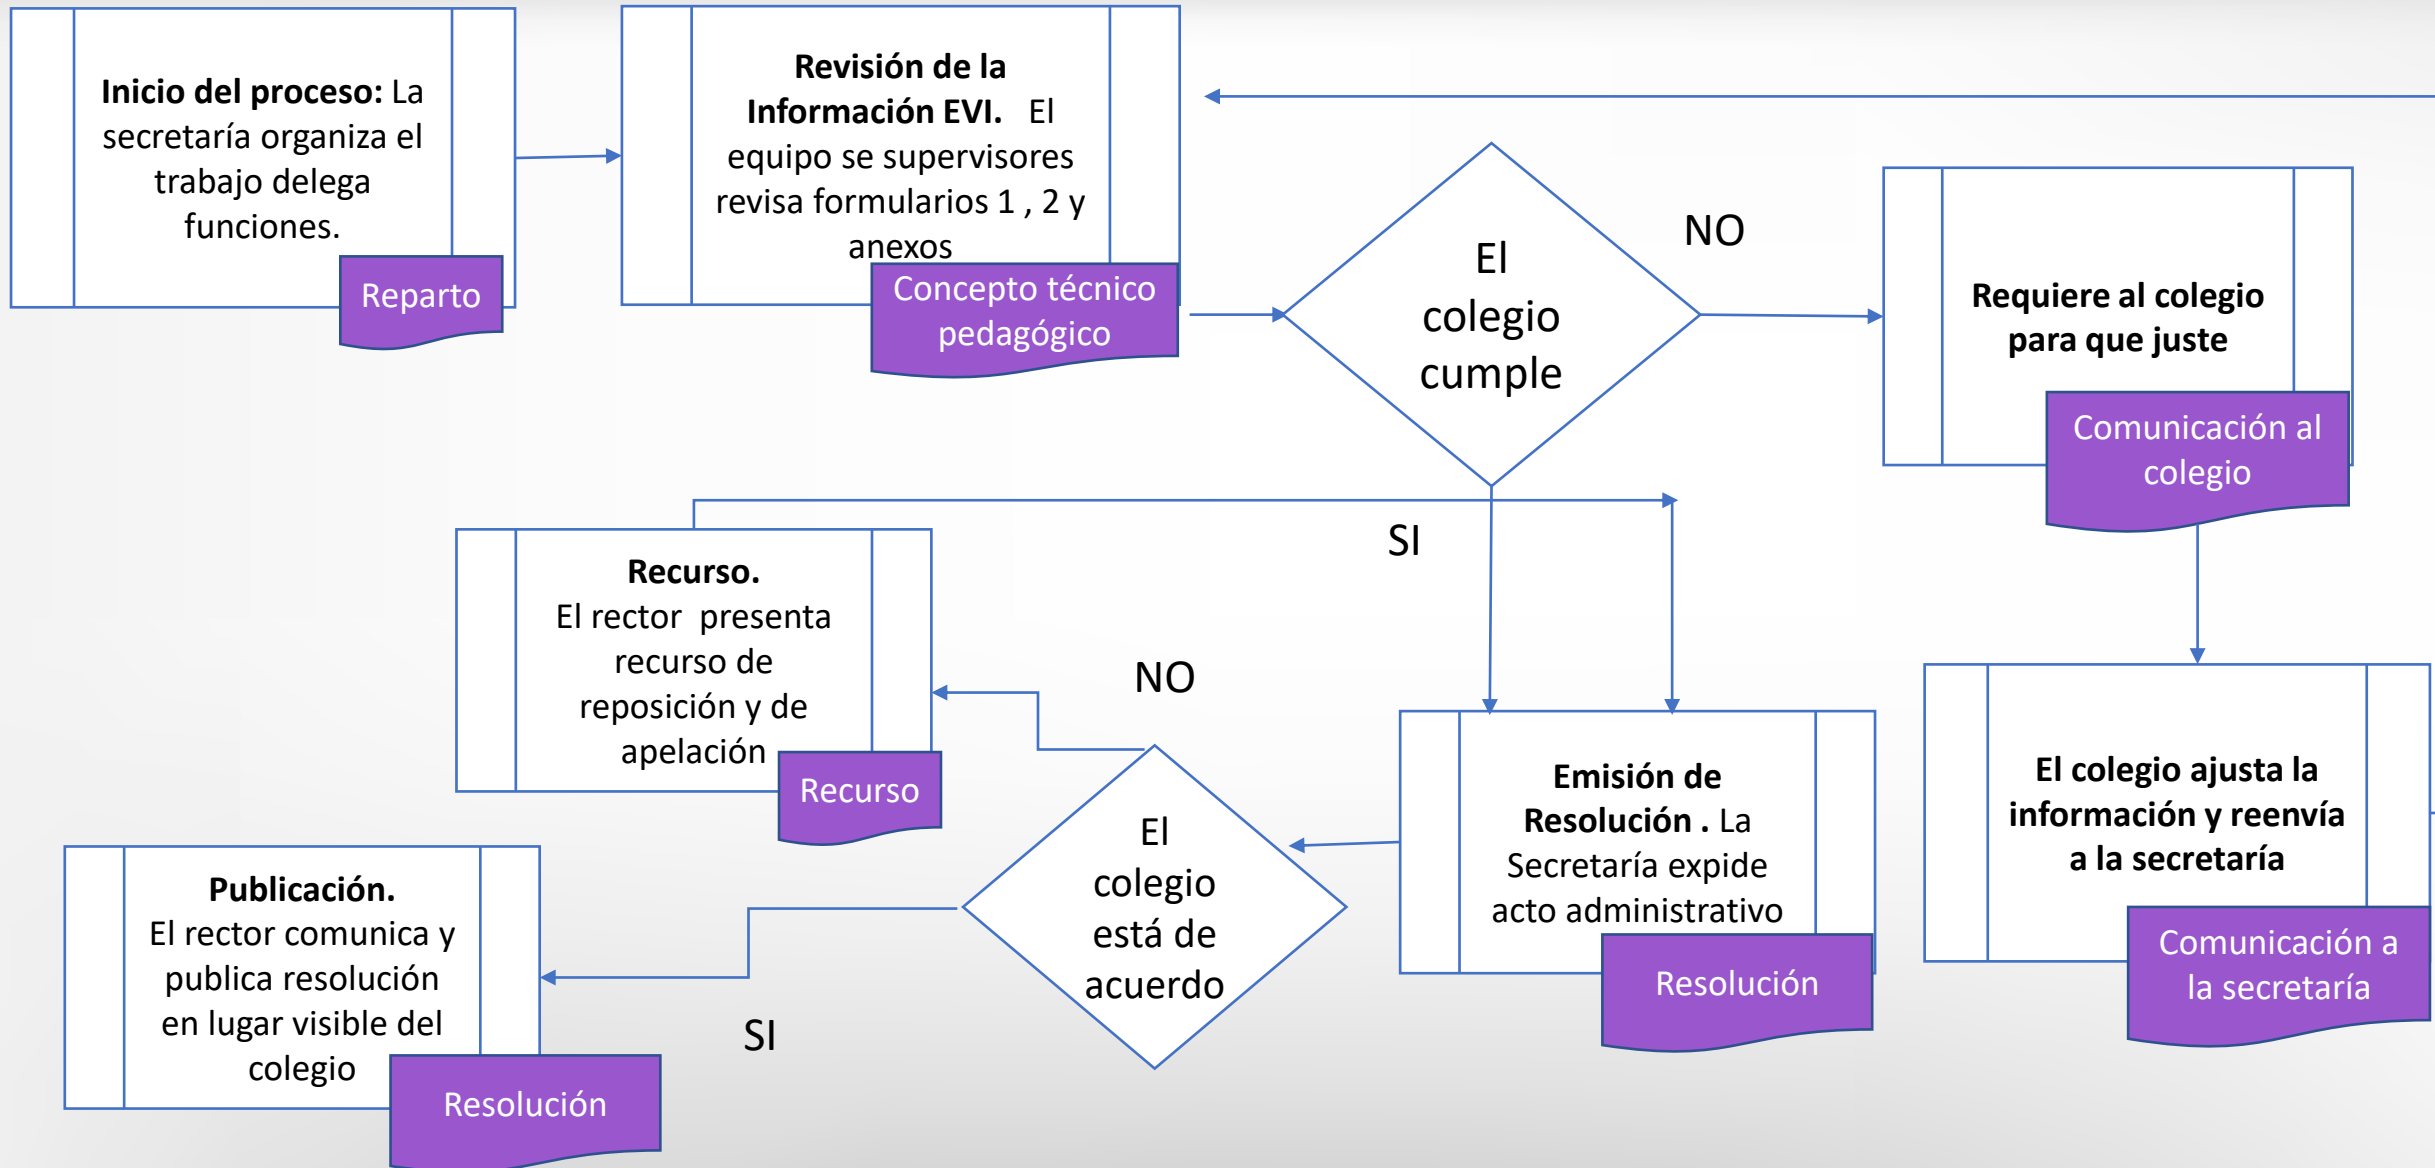 Inicio del proceso: La
secretaría organiza el
trabajo delega
funciones.
Reparto
Revisión de la
Información EVI. El
equipo se supervisores
revisa formularios 1 , 2 y
anexos
Concepto técnico
pedagógico
El
colegio
cumple
NO
Requiere al colegio
para que juste
Comunicación al
colegio
SI
Recurso.
El rector presenta
recurso de
reposición y de
apelación
Recurso
NO
El
colegio
está de
acuerdo
Emisión de
Resolución . La
Secretaría expide
acto administrativo
Resolución
El colegio ajusta la
información y reenvía
a la secretaría
Comunicación a
la secretaría
Publicación.
El rector comunica y
publica resolución
en lugar visible del
colegio
Resolución
SI